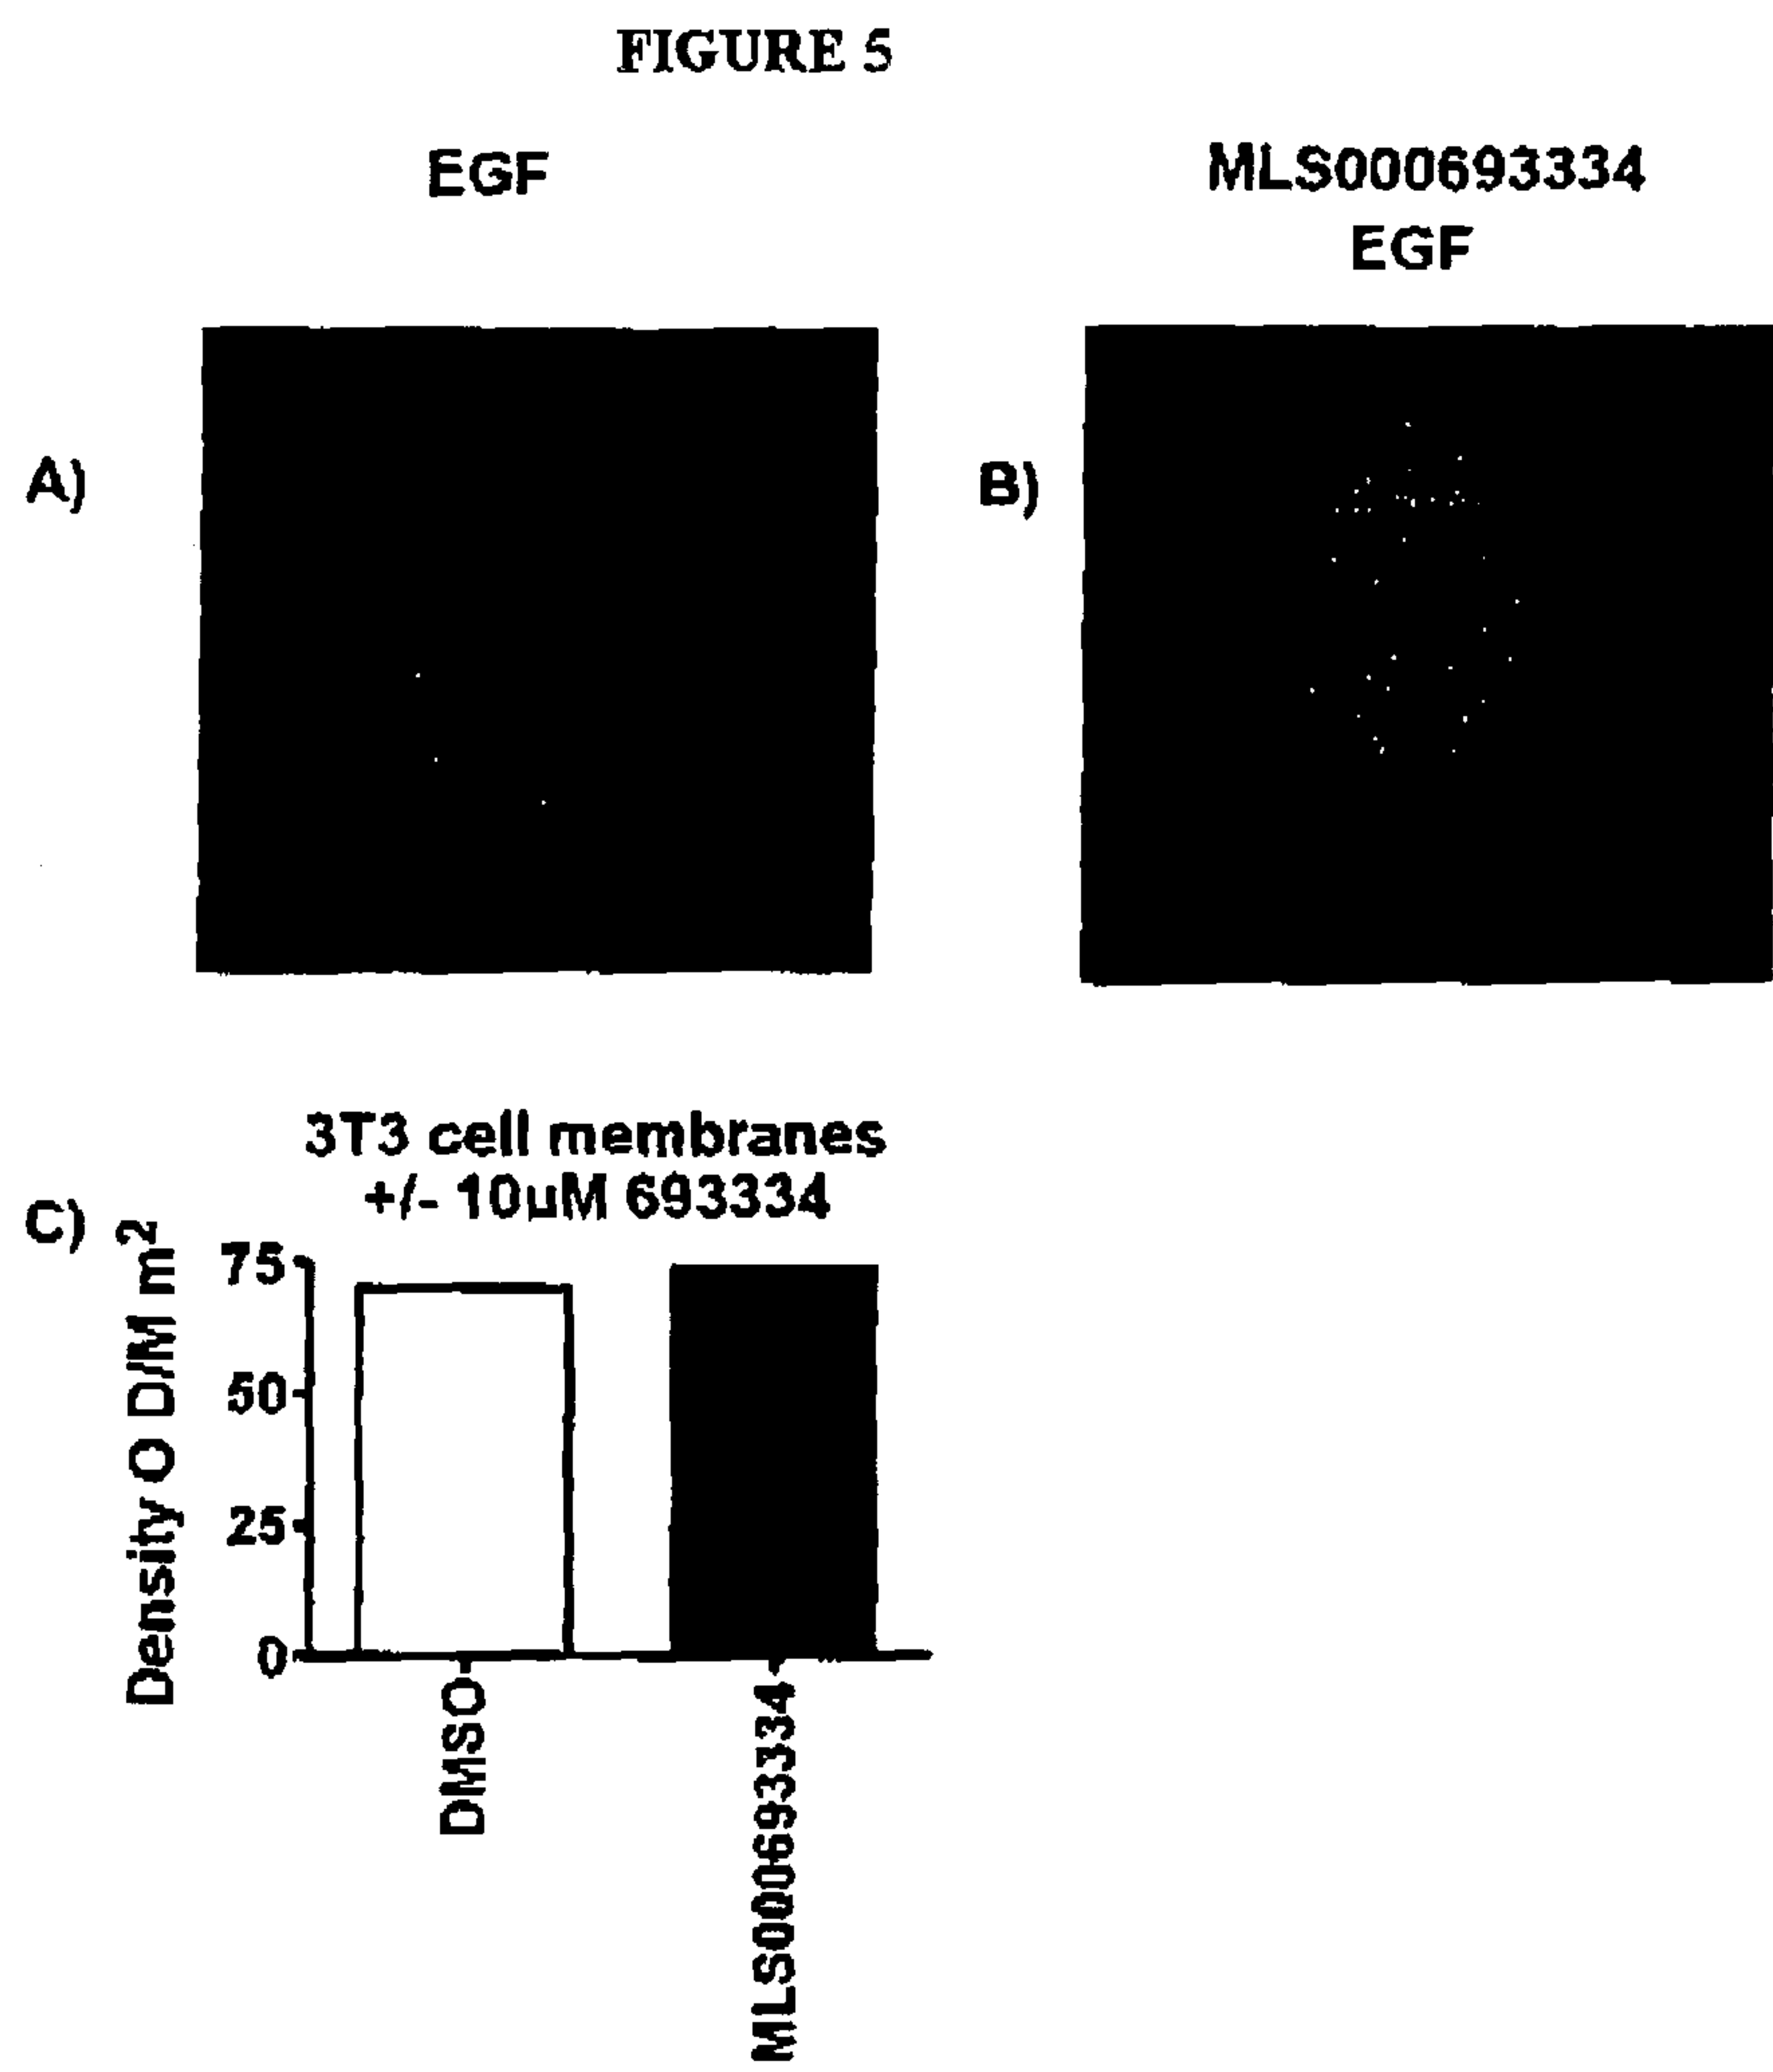 FIGURE 5
EGF
MLS000693334
EGF
A)
B)
3T3 cell membranes
+/- 10µM 693334
C)
Density O D/M m2
75
50
25
0
DMSO
MLS000693334